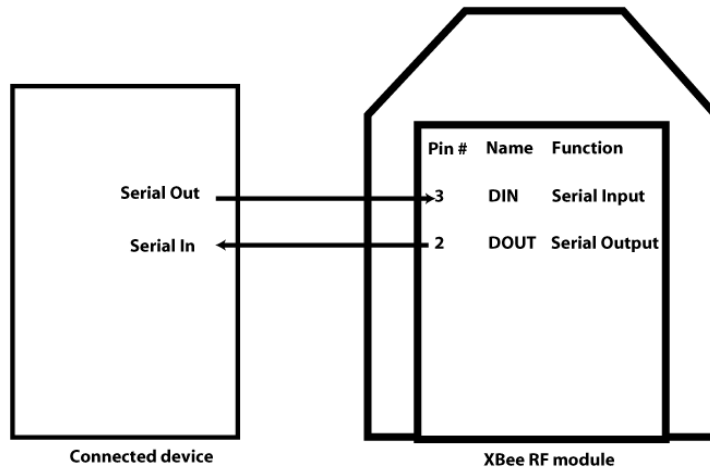 Pin # Name Function
Serial Out 3 DIN Serial Input
Serial In 2 DOUT Serial Output
Connected device XBee RF module